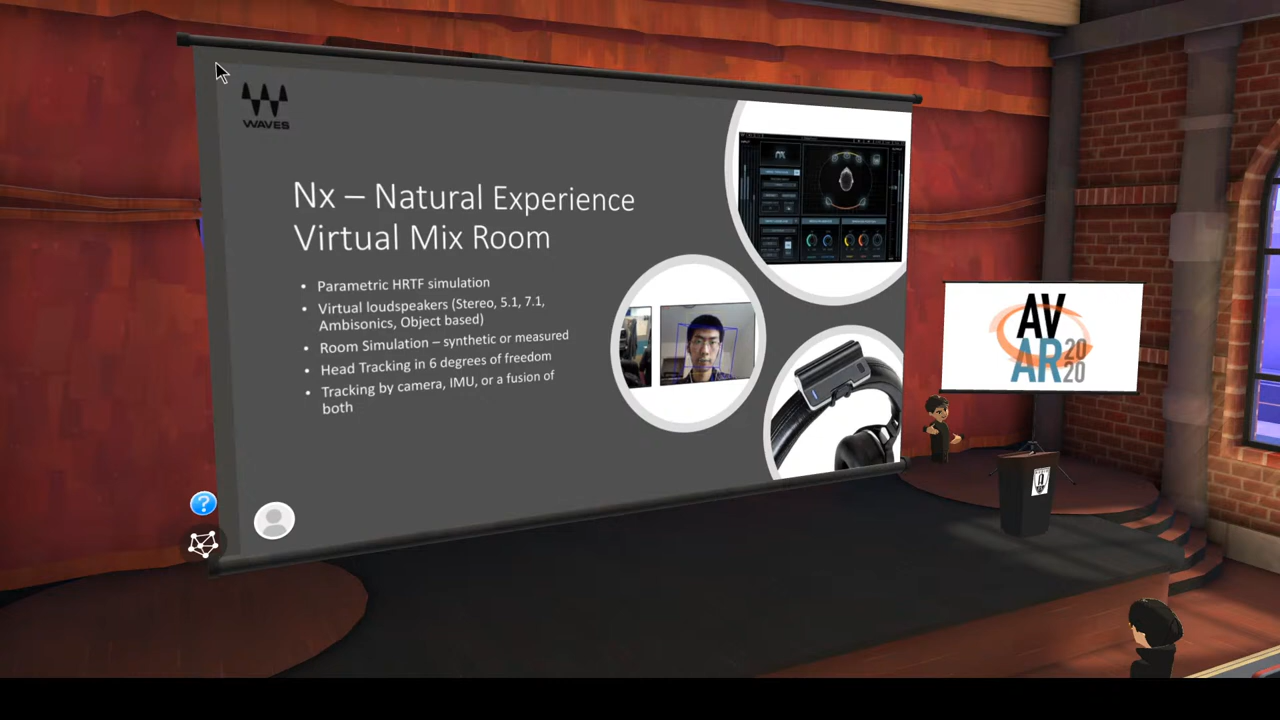 WAVES
Nx – Natural Experience
Virtual Mix Room
• Parametric HRTF simulation
• Virtual loudspeakers (Stereo, 5.1, 7.1,
Ambisonics, Object based)
• Room Simulation – synthetic or measured
• Head Tracking in 6 degrees of freedom
• Tracking by camera, IMU, or a fusion of
both
?
AV
AR 20
20